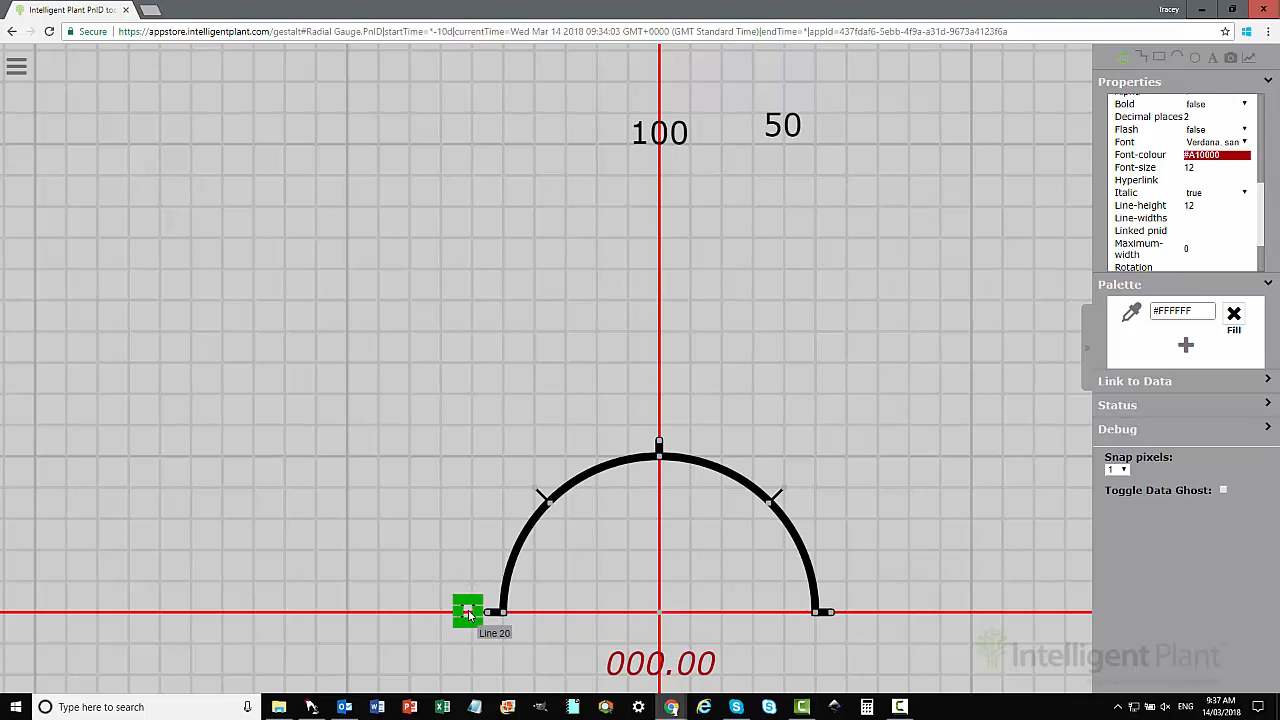 Intelligent Plant PnID to
Tracey
Secure
https://appstore.intelligentplant.com/gestalt#Radial Gauge.PnID|startTime=*-10d|currentTime=Wed Mar 14 2018 09:34:03 GMT+0000 (GMT Standard Time)|endTime=*|appId=437fdaf6-5ebb-4f9a-a31d-9673a4123f6a
100
50
Line 20
000.00
Intelligent Plant
Properties
Bold false
Decimal places 2
Flash false
Font Verdana, san
Font-colour #A10000
Font-size 12
Hyperlink
Italic true
Line-height 12
Line-widths
Linked pnid
Maximum-width 0
Rotation
Palette
#FFFFFF
Fill
Link to Data
Status
Debug
Snap pixels:
1
Toggle Data Ghost:
Type here to search
9:37 AM
14/03/2018